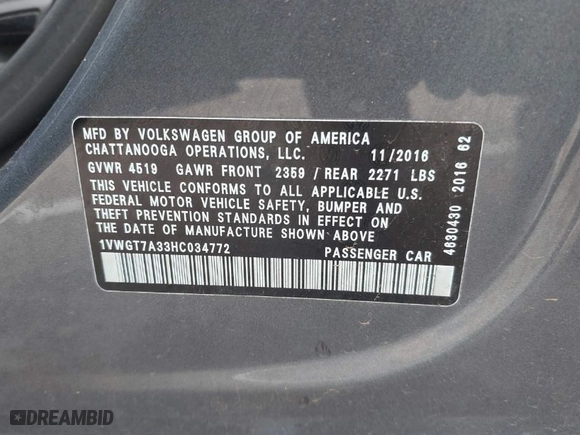 MFD BY VOLKSWAGEN GROUP OF AMERICA
CHATTANOOGA OPERATIONS, LLC. 11/2016
GVWR 4519 GAWR FRONT 2359 / REAR 2271 LBS
THIS VEHICLE CONFORMS TO ALL APPLICABLE U.S.
FEDERAL MOTOR VEHICLE SAFETY, BUMPER AND
THEFT PREVENTION STANDARDS IN EFFECT ON
THE DATE OF MANUFACTURE SHOWN ABOVE.
1VWGT7A33HC034772 PASSENGER CAR
4630430 2016 62
DREAMBID